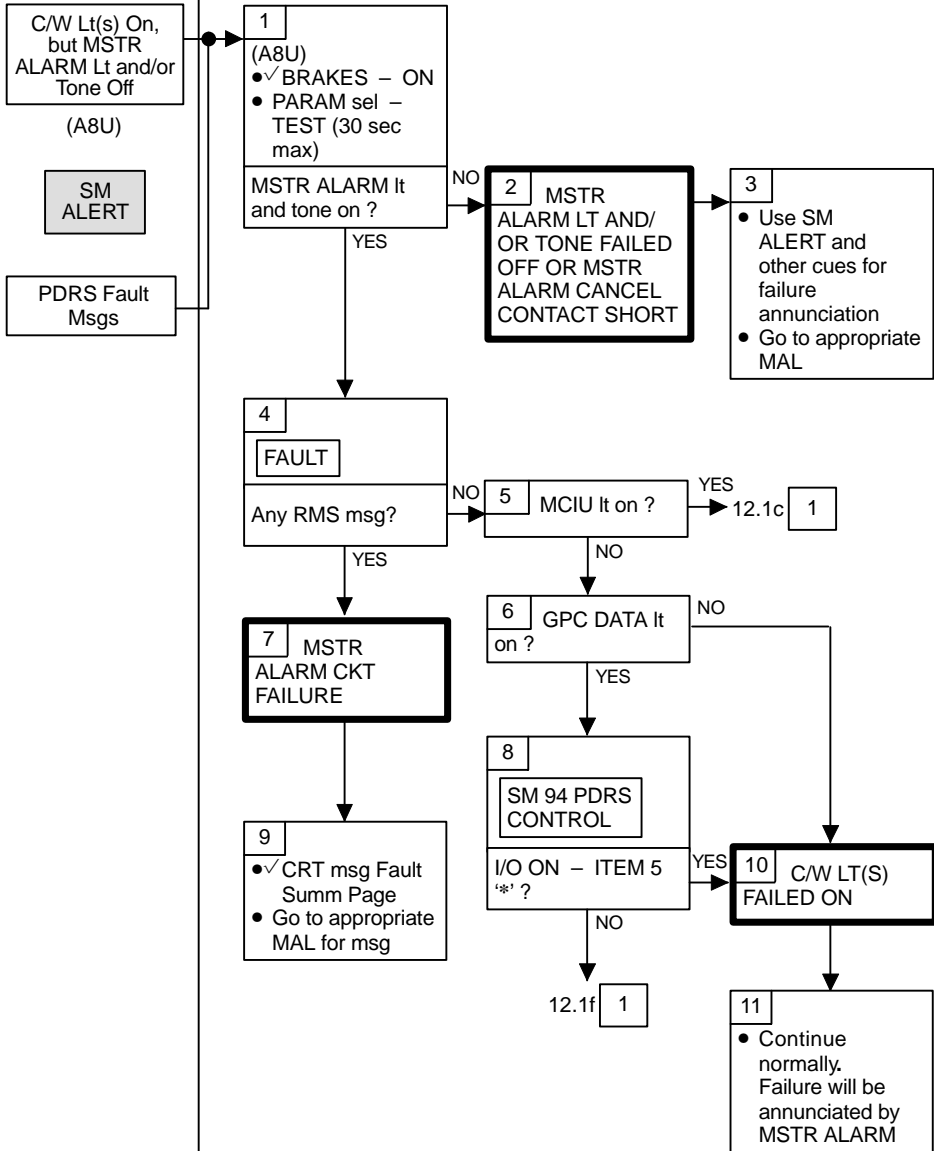 C/W Lt(s) On,
but MSTR
ALARM Lt and/or
Tone Off
(A8U)
SM
ALERT
PDRS Fault
Msgs
1
(A8U)
●√ BRAKES – ON
● PARAM sel –
TEST (30 sec
max)
MSTR ALARM lt
and tone on ?
NO
YES
2 MSTR
ALARM LT AND/
OR TONE FAILED
OFF OR MSTR
ALARM CANCEL
CONTACT SHORT
3
● Use SM
ALERT and
other cues for
failure
annunciation
● Go to appropriate
MAL
4
FAULT
Any RMS msg?
NO
YES
5 MCIU lt on ?
YES
12.1c 1
NO
6 GPC DATA lt
on ?
NO
YES
7 MSTR
ALARM CKT
FAILURE
8
SM 94 PDRS
CONTROL
I/O ON – ITEM 5
‘*’ ?
YES
NO
12.1f 1
9
●√ CRT msg Fault
Summ Page
● Go to appropriate
MAL for msg
10 C/W LT(S)
FAILED ON
11
● Continue
normally.
Failure will be
annunciated by
MSTR ALARM